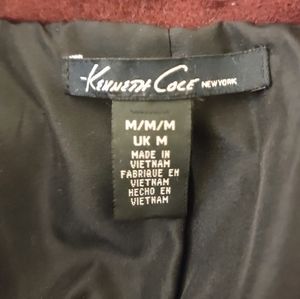 Kenneth Cole NEW YORK
M/M/M
UK M
MADE IN
VIETNAM
FABRIQUE EN
VIETNAM
HECHO EN
VIETNAM